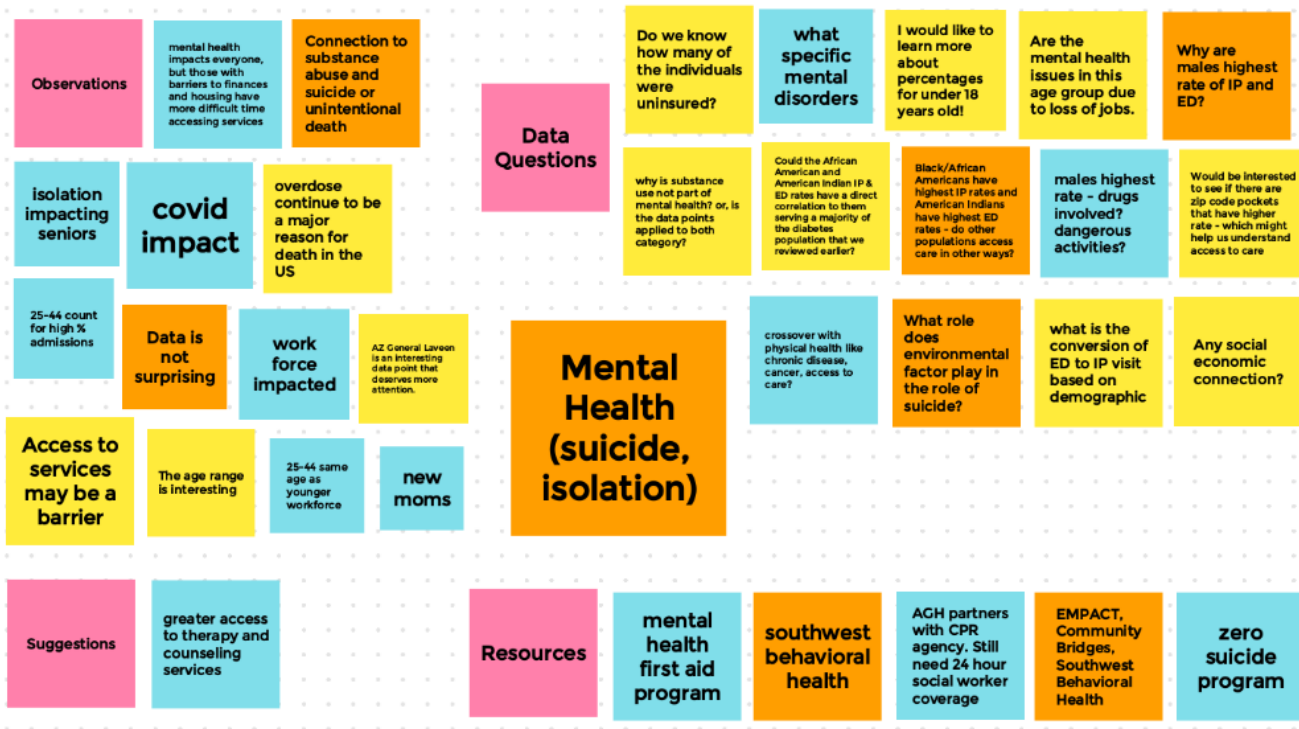 Observations
mental health
impacts everyone,
but those with
barriers to finances
and housing have
more difficult time
accessing services
Connection to
substance
abuse and
suicide or
unintentional
death
isolation
impacting
seniors
covid
impact
overdose
continue to be
a major
reason for
death in the
US
25-44 count
for high %
admissions
Data is
not
surprising
work
force
impacted
AZ General Laveen
is an interesting
data point that
deserves more
attention.
Access to
services
may be a
barrier
The age range
is interesting
25-44 same
age as
younger
workforce
new
moms
Data
Questions
Do we know
how many of
the individuals
were
uninsured?
what
specific
mental
disorders
I would like to
learn more
about
percentages
for under 18
years old!
Are the
mental health
issues in this
age group due
to loss of jobs.
Why are
males highest
rate of IP and
ED?
why is substance
use not part of
mental health? or, is
the data points
applied to both
category?
Could the African
American and
American Indian IP &
ED rates have a direct
correlation to them
serving a majority of
the diabetes
population that we
reviewed earlier?
Black/African
Americans have
highest IP rates and
American Indians
have highest ED
rates - do other
populations access
care in other ways?
males highest
rate - drugs
involved?
dangerous
activities?
Would be interested
to see if there are
zip code pockets
that have higher
rate - which might
help us understand
access to care
crossover with
physical health like
chronic disease,
cancer, access to
care?
What role
does
environmental
factor play in
the role of
suicide?
what is the
conversion of
ED to IP visit
based on
demographic
Any social
economic
connection?
Mental
Health
(suicide,
isolation)
Suggestions
greater access
to therapy and
counseling
services
Resources
mental
health
first aid
program
southwest
behavioral
health
AGH partners
with CPR
agency. Still
need 24 hour
social worker
coverage
EMPACT,
Community
Bridges,
Southwest
Behavioral
Health
zero
suicide
program